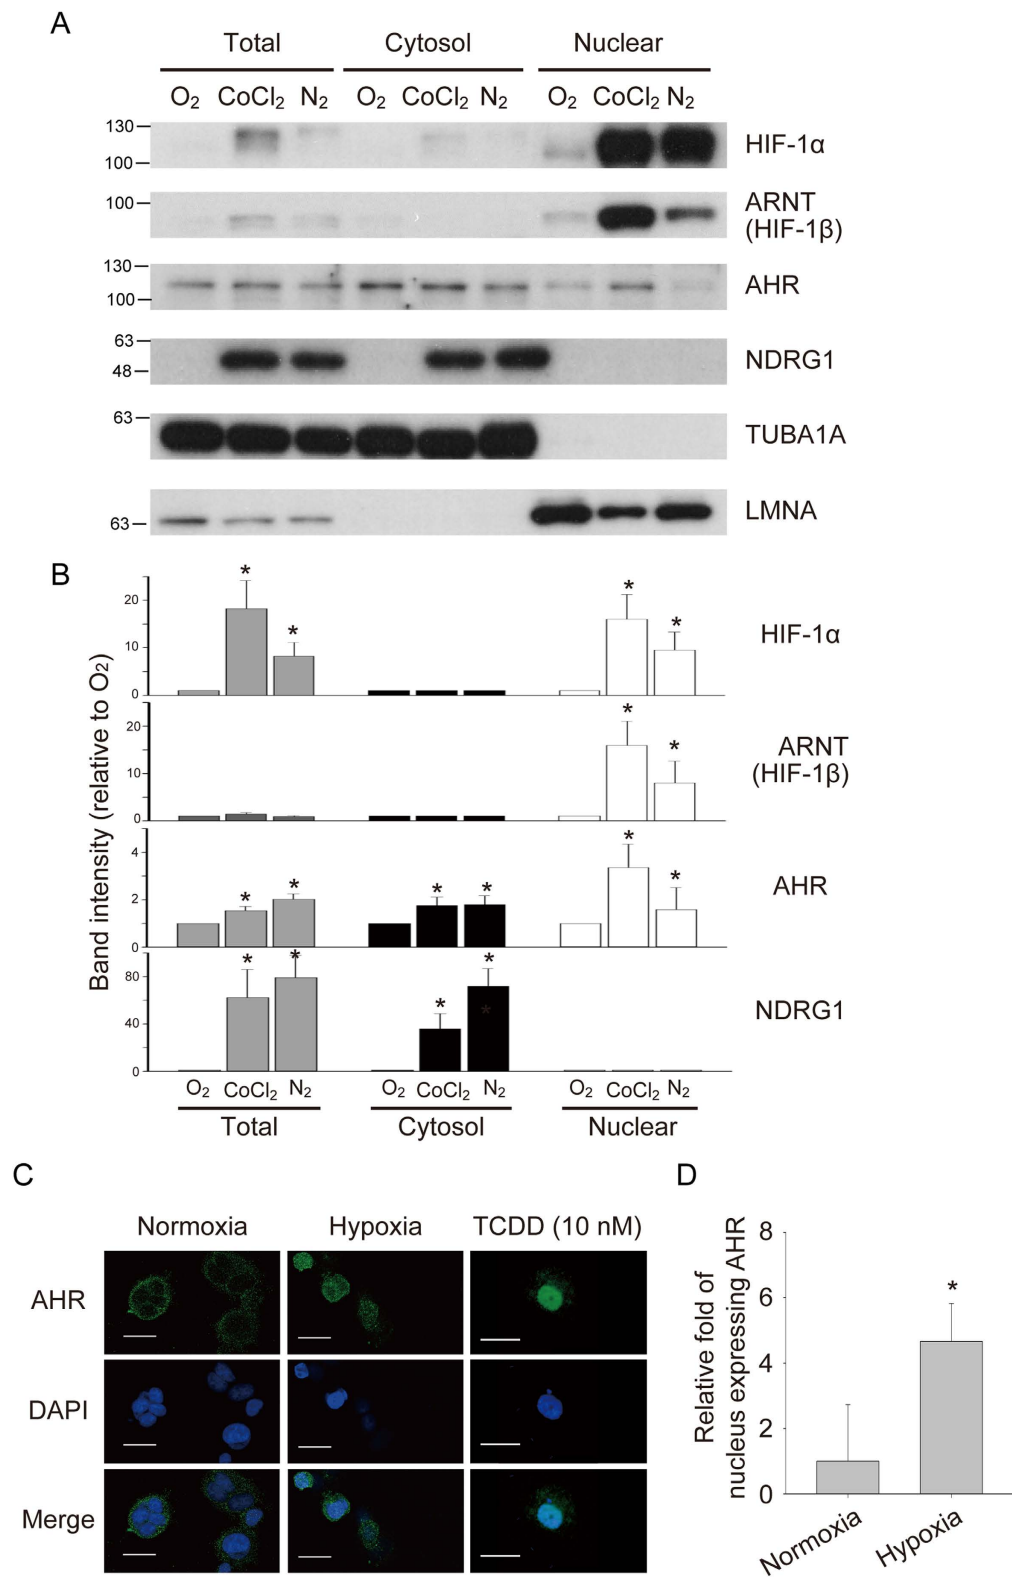 A
Total Cytosol Nuclear
O2 CoCl2 N2 O2 CoCl2 N2 O2 CoCl2 N2
130
100
HIF-1α
100
ARNT
(HIF-1β)
130
100
AHR
63
48
NDRG1
63
TUBA1A
63
LMNA
B
Band intensity (relative to O2)
20
10
0
*
*
*
*
HIF-1α
20
10
0
*
*
ARNT
(HIF-1β)
4
2
0
*
*
*
*
*
*
AHR
80
40
0
*
*
*
*
*
NDRG1
O2 CoCl2 N2 O2 CoCl2 N2 O2 CoCl2 N2
Total Cytosol Nuclear
C
Normoxia Hypoxia TCDD (10 nM)
AHR
DAPI
Merge
D
Relative fold of
nucleus expressing AHR
8
6
4
2
0
*
Normoxia Hypoxia